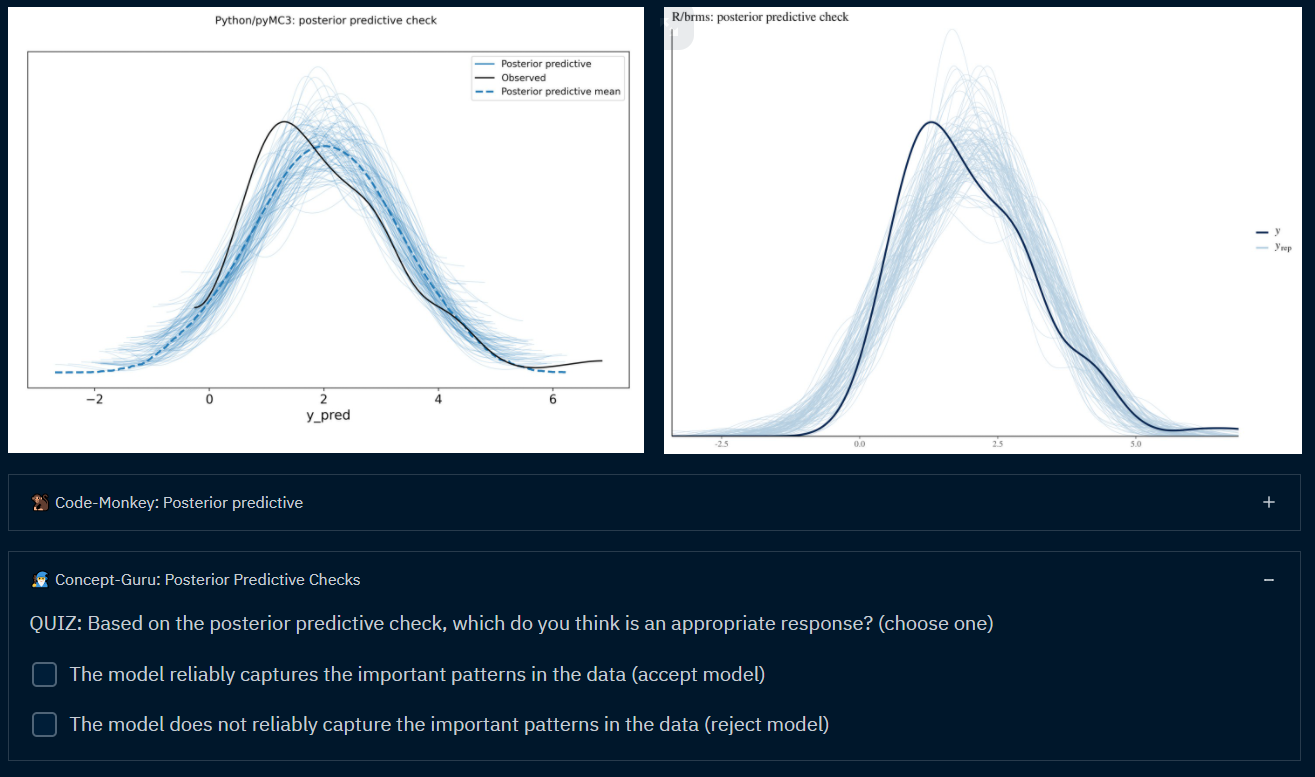 Python/pyMC3: posterior predictive check
Posterior predictive
Observed
Posterior predictive mean
−2
0
2
4
6
y_pred
R/brms: posterior predictive check
y
yrep
-2.5
0.0
2.5
5.0
Code-Monkey: Posterior predictive
+
Concept-Guru: Posterior Predictive Checks
−
QUIZ: Based on the posterior predictive check, which do you think is an appropriate response? (choose one)
The model reliably captures the important patterns in the data (accept model)
The model does not reliably capture the important patterns in the data (reject model)